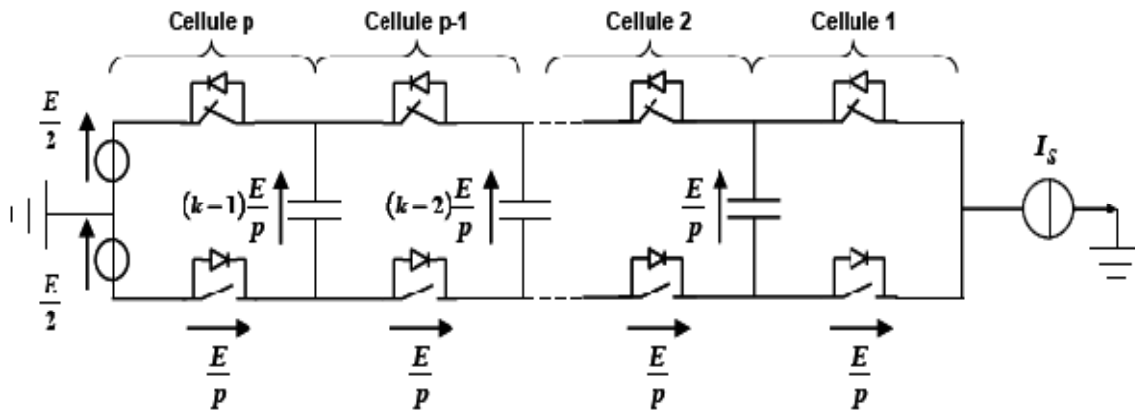 Cellule p Cellule p-1 Cellule 2 Cellule 1
E/2
I_S
(k−1) E/p (k−2) E/p E/p
E/2
E/p E/p E/p E/p